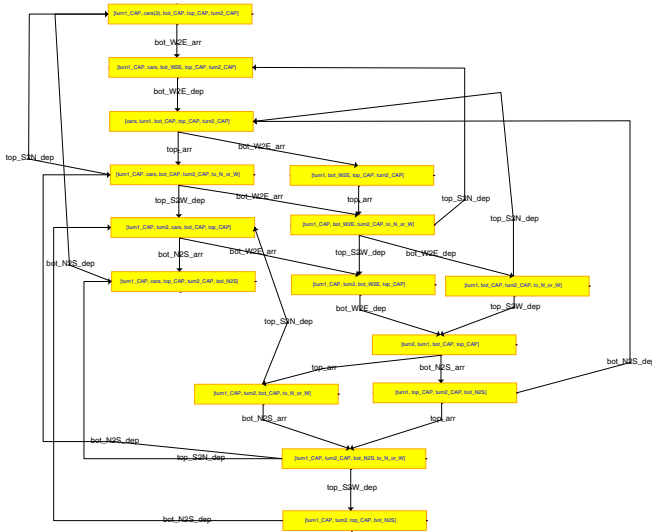 [turn1_CAP, cars(2), bot_CAP, top_CAP, turn2_CAP]
bot_W2E_arr
[turn1_CAP, cars, bot_W2E, top_CAP, turn2_CAP]
bot_W2E_dep
[cars, turn1, bot_CAP, top_CAP, turn2_CAP]
top_arr
bot_W2E_arr
top_S2N_dep
[turn1_CAP, cars, bot_CAP, turn2_CAP, to_N_or_W]
[turn1, bot_W2E, top_CAP, turn2_CAP]
top_S2W_dep
bot_W2E_arr
top_arr
top_S2N_dep
[turn1_CAP, turn2, cars, bot_CAP, top_CAP]
[turn1_CAP, bot_W2E, turn2_CAP, to_N_or_W]
top_S2N_dep
bot_N2S_arr
bot_W2E_arr
top_S2W_dep
bot_W2E_dep
bot_N2S_dep
[turn1_CAP, cars, top_CAP, turn2_CAP, bot_N2S]
[turn1_CAP, turn2, bot_W2E, top_CAP]
[turn1, bot_CAP, turn2_CAP, to_N_or_W]
bot_W2E_dep
top_S2W_dep
top_S2N_dep
[turn2, turn1, bot_CAP, top_CAP]
top_arr
bot_N2S_arr
bot_N2S_dep
[turn1_CAP, turn2, bot_CAP, to_N_or_W]
[turn1, top_CAP, turn2_CAP, bot_N2S]
bot_N2S_arr
top_arr
bot_N2S_dep
top_S2N_dep
[turn1_CAP, turn2_CAP, bot_N2S, to_N_or_W]
top_S2W_dep
bot_N2S_dep
[turn1_CAP, turn2, top_CAP, bot_N2S]